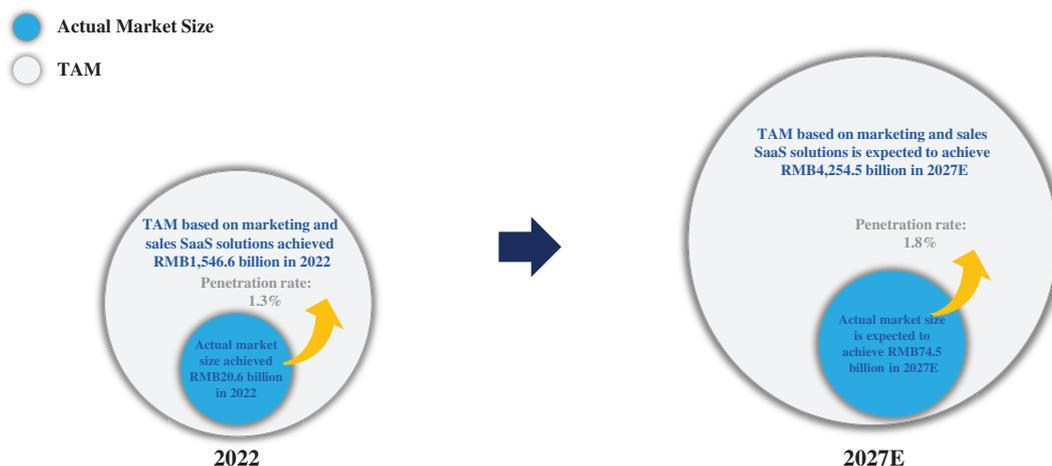 Actual Market Size
TAM
TAM based on marketing and
sales SaaS solutions achieved
RMB1,546.6 billion in 2022
Penetration rate:
1.3%
Actual market
size achieved
RMB20.6 billion
in 2022
2022
TAM based on marketing and sales
SaaS solutions is expected to achieve
RMB4,254.5 billion in 2027E
Penetration rate:
1.8%
Actual market size
is expected to
achieve RMB74.5
billion in 2027E
2027E